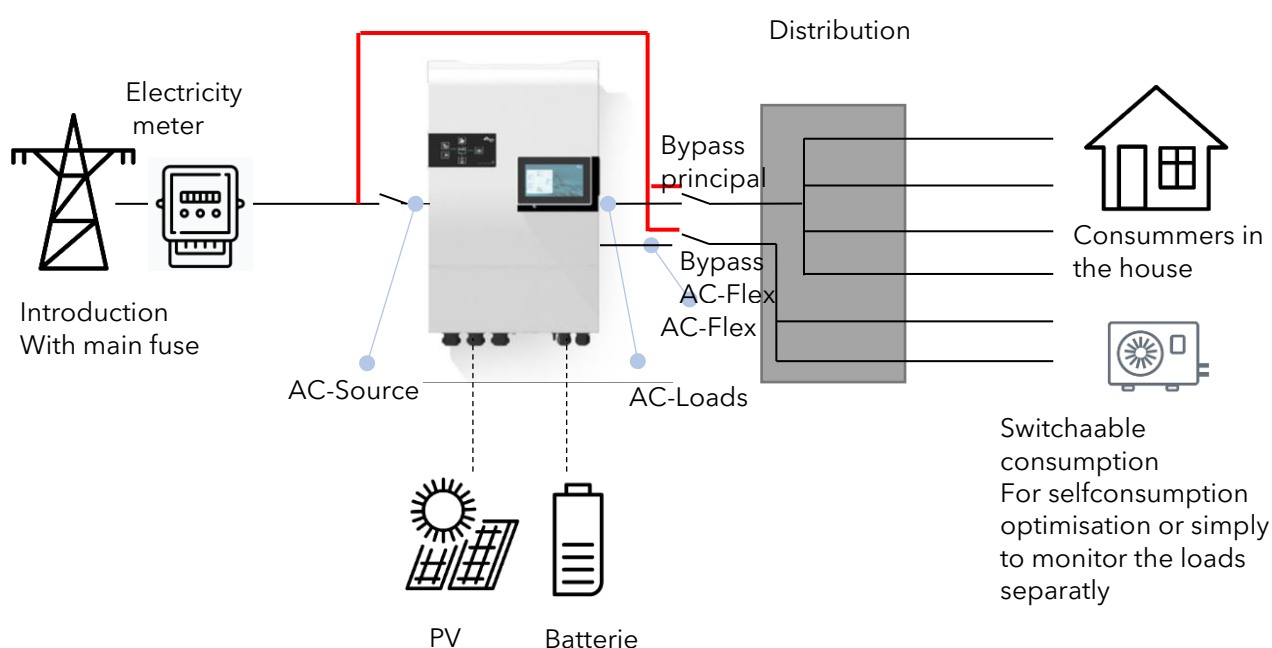 Distribution
Electricity
meter
Bypass
principal
Consummers in
the house
Bypass
AC-Flex
AC-Flex
Introduction
With main fuse
AC-Source
AC-Loads
Switchaable
consumption
For selfconsumption
optimisation or simply
to monitor the loads
separatly
PV
Batterie